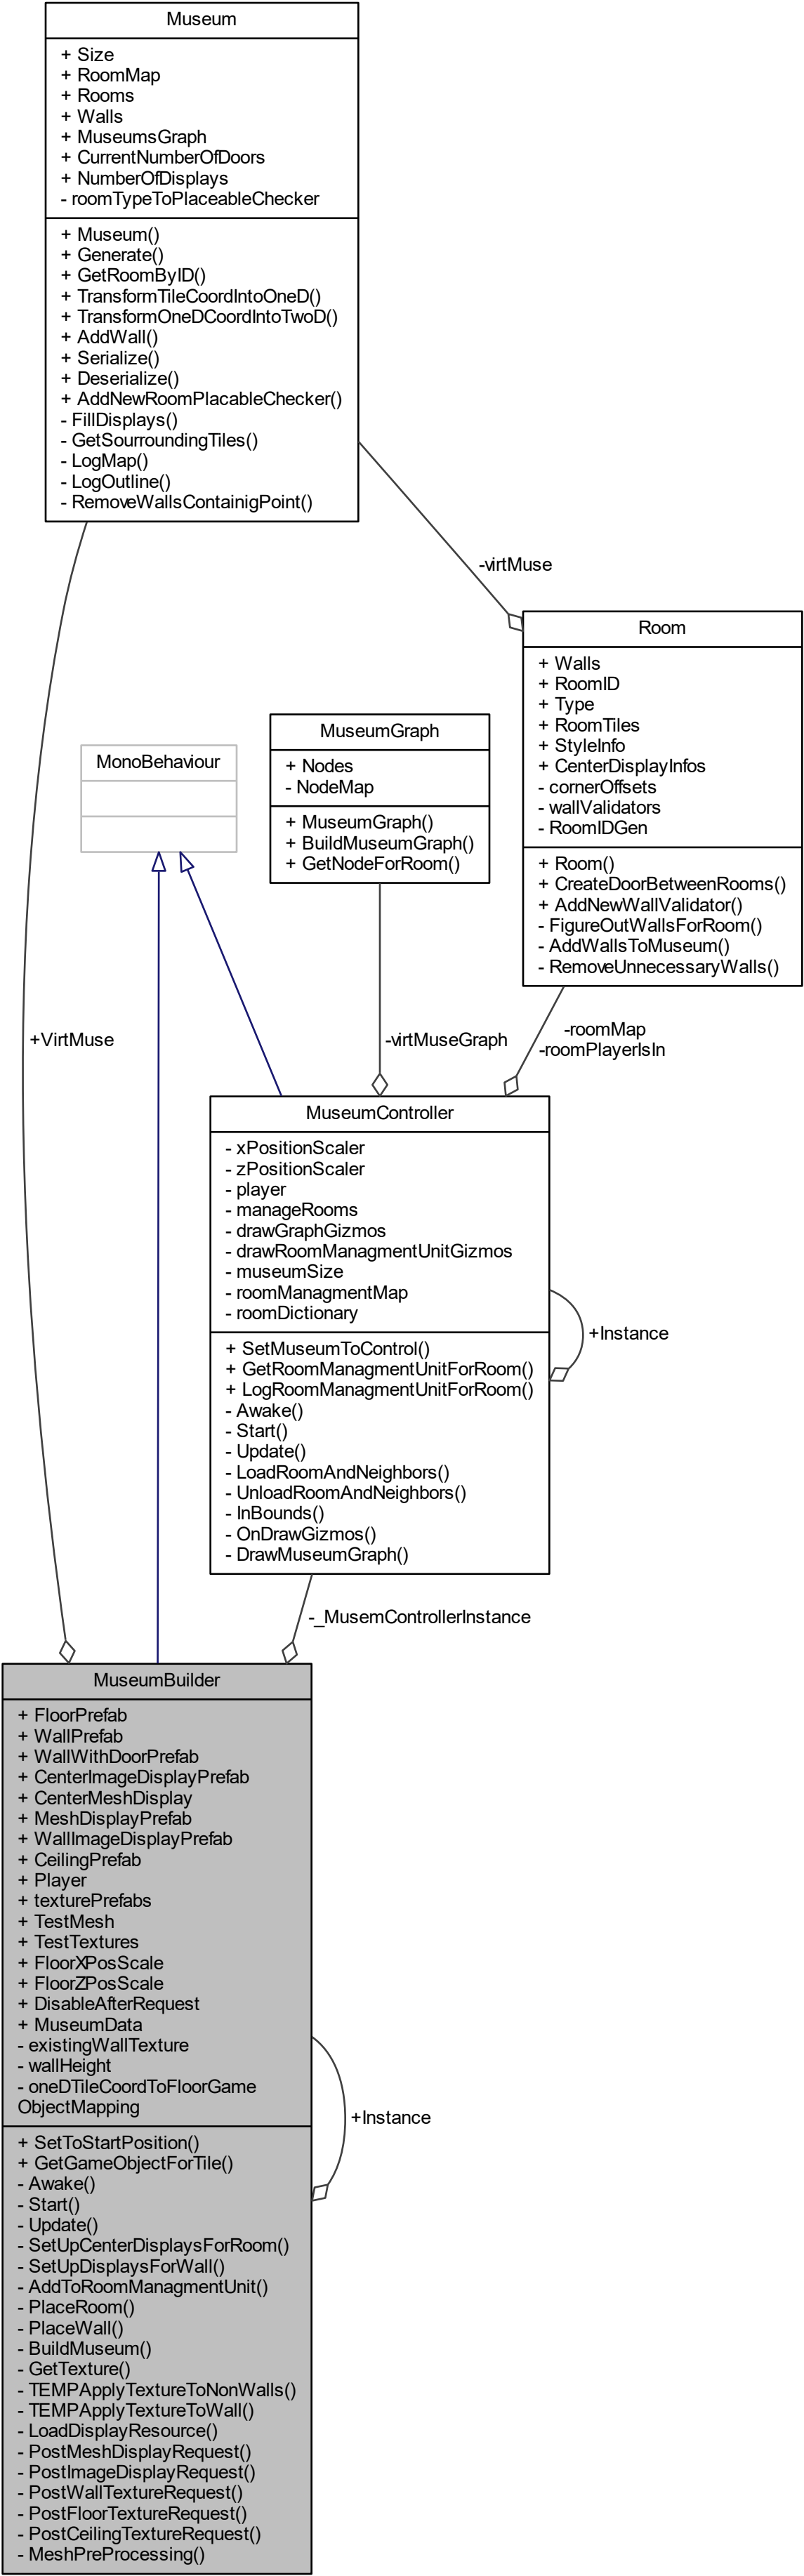 Museum
+ Size
+ RoomMap
+ Rooms
+ Walls
+ MuseumsGraph
+ CurrentNumberOfDoors
+ NumberOfDisplays
- roomTypeToPlaceableChecker
+ Museum()
+ Generate()
+ GetRoomByID()
+ TransformTileCoordIntoOneD()
+ TransformOneDCoordIntoTwoD()
+ AddWall()
+ Serialize()
+ Deserialize()
+ AddNewRoomPlacableChecker()
- FillDisplays()
- GetSourroundingTiles()
- LogMap()
- LogOutline()
- RemoveWallsContainigPoint()
-virtMuse
Room
+ Walls
+ RoomID
+ Type
+ RoomTiles
+ StyleInfo
+ CenterDisplayInfos
- cornerOffsets
- wallValidators
- RoomIDGen
+ Room()
+ CreateDoorBetweenRooms()
+ AddNewWallValidator()
- FigureOutWallsForRoom()
- AddWallsToMuseum()
- RemoveUnnecessaryWalls()
MuseumGraph
+ Nodes
- NodeMap
+ MuseumGraph()
+ BuildMuseumGraph()
+ GetNodeForRoom()
MonoBehaviour
+VirtMuse
-virtMuseGraph
-roomMap
-roomPlayerIsIn
MuseumController
- xPositionScaler
- zPositionScaler
- player
- manageRooms
- drawGraphGizmos
- drawRoomManagmentUnitGizmos
- museumSize
- roomManagmentMap
- roomDictionary
+ SetMuseumToControl()
+ GetRoomManagmentUnitForRoom()
+ LogRoomManagmentUnitForRoom()
- Awake()
- Start()
- Update()
- LoadRoomAndNeighbors()
- UnloadRoomAndNeighbors()
- InBounds()
- OnDrawGizmos()
- DrawMuseumGraph()
+Instance
-_MusemControllerInstance
MuseumBuilder
+ FloorPrefab
+ WallPrefab
+ WallWithDoorPrefab
+ CenterImageDisplayPrefab
+ CenterMeshDisplay
+ MeshDisplayPrefab
+ WallImageDisplayPrefab
+ CeilingPrefab
+ Player
+ texturePrefabs
+ TestMesh
+ TestTextures
+ FloorXPosScale
+ FloorZPosScale
+ DisableAfterRequest
+ MuseumData
- existingWallTexture
- wallHeight
- oneDTileCoordToFloorGame
ObjectMapping
+ SetToStartPosition()
+ GetGameObjectForTile()
- Awake()
- Start()
- Update()
- SetUpCenterDisplaysForRoom()
- SetUpDisplaysForWall()
- AddToRoomManagmentUnit()
- PlaceRoom()
- PlaceWall()
- BuildMuseum()
- GetTexture()
- TEMPApplyTextureToNonWalls()
- TEMPApplyTextureToWall()
- LoadDisplayResource()
- PostMeshDisplayRequest()
- PostImageDisplayRequest()
- PostWallTextureRequest()
- PostFloorTextureRequest()
- PostCeilingTextureRequest()
- MeshPreProcessing()
+Instance